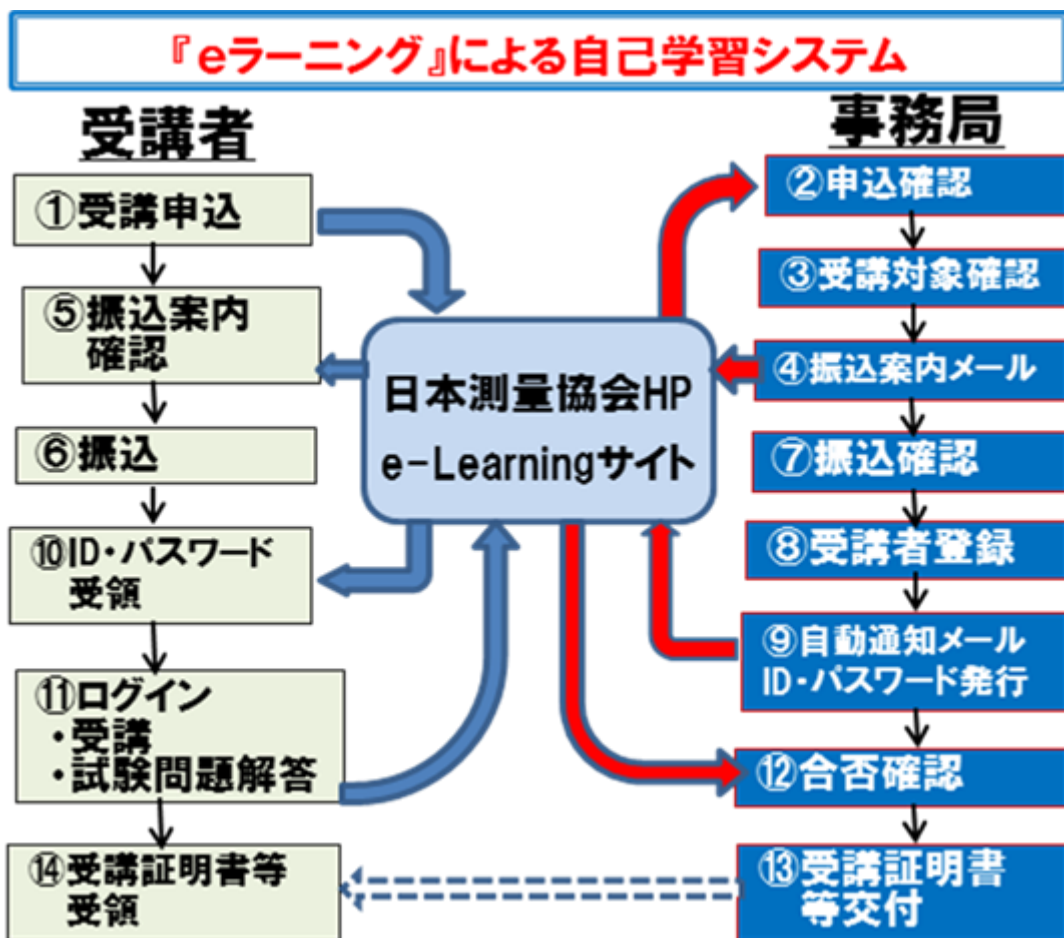 『eラーニング』による自己学習システム
受講者
①受講申込
⑤振込案内
確認
⑥振込
⑩ID・パスワード
受領
⑪ログイン
・受講
・試験問題解答
⑭受講証明書等
受領
日本測量協会HP
e-Learningサイト
事務局
②申込確認
③受講対象確認
④振込案内メール
⑦振込確認
⑧受講者登録
⑨自動通知メール
ID・パスワード発行
⑫合否確認
⑬受講証明書
等交付